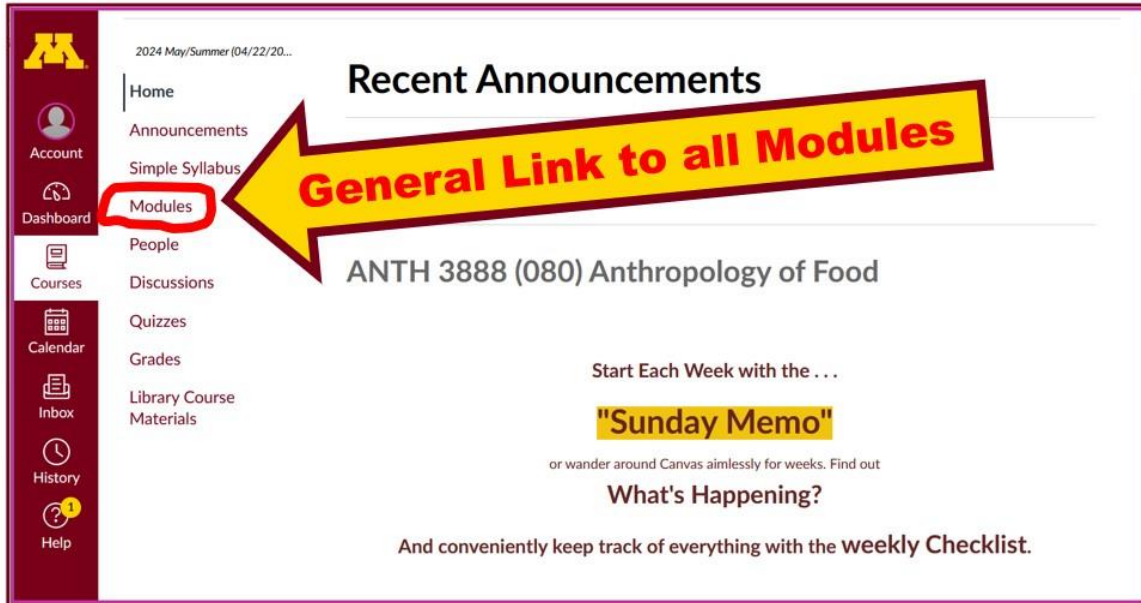 M
Account
Dashboard
Courses
Calendar
Inbox
History
1
Help
2024 May/Summer (04/22/20...
Home
Announcements
Simple Syllabus
Modules
People
Discussions
Quizzes
Grades
Library Course
Materials
Recent Announcements
General Link to all Modules
ANTH 3888 (080) Anthropology of Food
Start Each Week with the . . .
"Sunday Memo"
or wander around Canvas aimlessly for weeks. Find out
What's Happening?
And conveniently keep track of everything with the weekly Checklist.